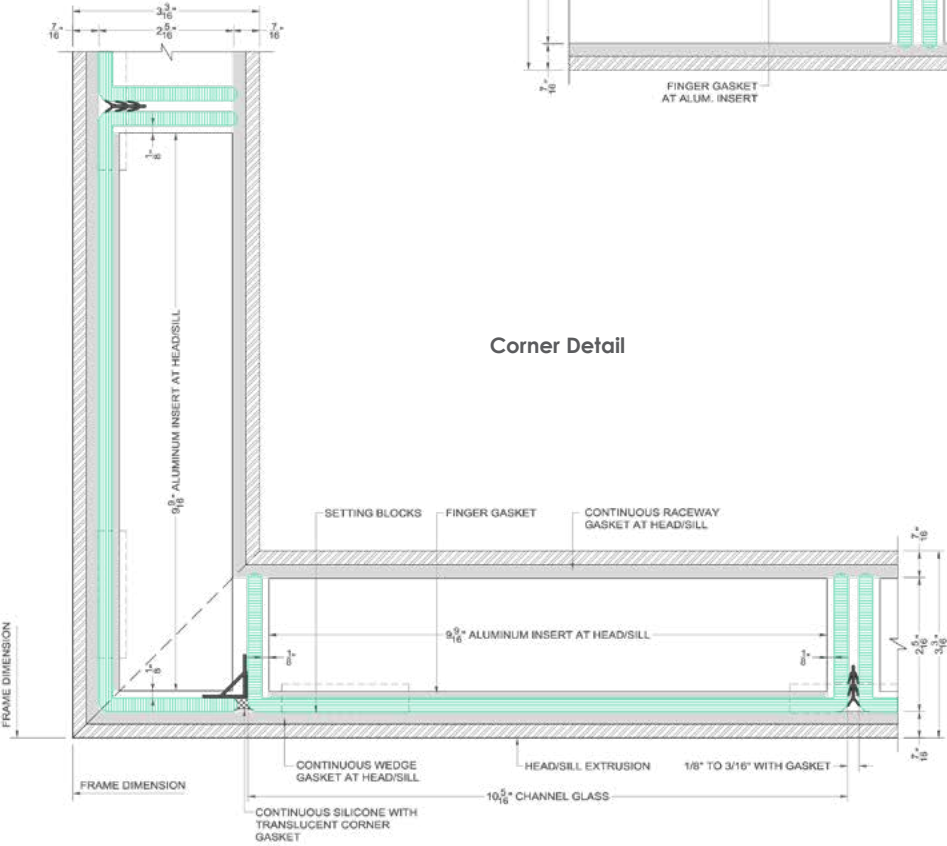 3 3/16"
7/16"
2 5/16"
7/16"
7/16"
FINGER GASKET
AT ALUM. INSERT
1/8"
9 9/16" ALUMINUM INSERT AT HEAD/SILL
Corner Detail
SETTING BLOCKS
FINGER GASKET
CONTINUOUS RACEWAY
GASKET AT HEAD/SILL
7/16"
9 9/16" ALUMINUM INSERT AT HEAD/SILL
1/8"
1/8"
1/8"
2 5/16"
3 3/16"
7/16"
FRAME DIMENSION
FRAME DIMENSION
CONTINUOUS WEDGE
GASKET AT HEAD/SILL
HEAD/SILL EXTRUSION
1/8" TO 3/16" WITH GASKET
10 5/16" CHANNEL GLASS
CONTINUOUS SILICONE WITH
TRANSLUCENT CORNER
GASKET